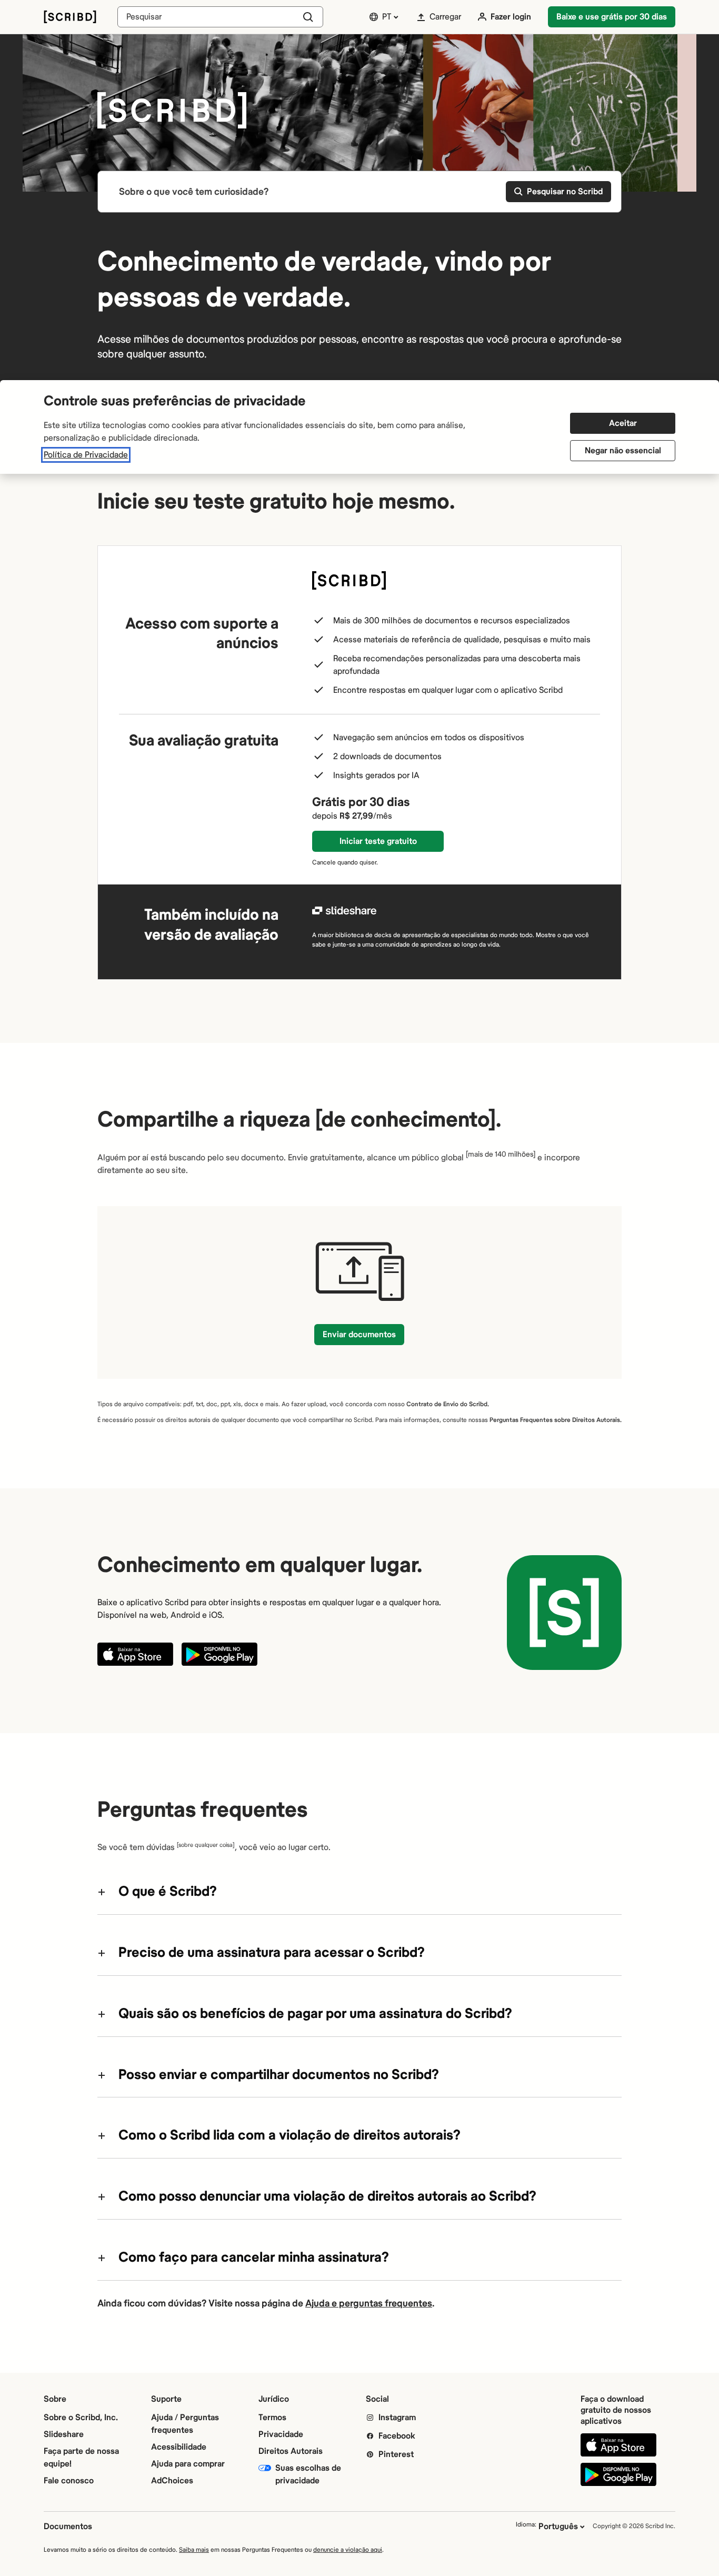 [SCRIBD]
Pesquisar
PT
Carregar
Fazer login
Baixe e use grátis por 30 dias
[SCRIBD]
Sobre o que você tem curiosidade?
Pesquisar no Scribd
Conhecimento de verdade, vindo por
pessoas de verdade.
Acesse milhões de documentos produzidos por pessoas, encontre as respostas que você procura e aprofunde-se
sobre qualquer assunto.
Controle suas preferências de privacidade
Este site utiliza tecnologias como cookies para ativar funcionalidades essenciais do site, bem como para análise,
personalização e publicidade direcionada.
Política de Privacidade
Aceitar
Negar não essencial
Inicie seu teste gratuito hoje mesmo.
[SCRIBD]
Acesso com suporte a
anúncios
Mais de 300 milhões de documentos e recursos especializados
Acesse materiais de referência de qualidade, pesquisas e muito mais
Receba recomendações personalizadas para uma descoberta mais
aprofundada
Encontre respostas em qualquer lugar com o aplicativo Scribd
Sua avaliação gratuita
Navegação sem anúncios em todos os dispositivos
2 downloads de documentos
Insights gerados por IA
Grátis por 30 dias
depois R$ 27,99/mês
Iniciar teste gratuito
Cancele quando quiser.
Também incluído na
versão de avaliação
slideshare
A maior biblioteca de decks de apresentação de especialistas do mundo todo. Mostre o que você
sabe e junte-se a uma comunidade de aprendizes ao longo da vida.
Compartilhe a riqueza [de conhecimento].
Alguém por aí está buscando pelo seu documento. Envie gratuitamente, alcance um público global [mais de 140 milhões] e incorpore
diretamente ao seu site.
Enviar documentos
Tipos de arquivo compatíveis: pdf, txt, doc, ppt, xls, docx e mais. Ao fazer upload, você concorda com nosso Contrato de Envio do Scribd.
É necessário possuir os direitos autorais de qualquer documento que você compartilhar no Scribd. Para mais informações, consulte nossas Perguntas Frequentes sobre Direitos Autorais.
Conhecimento em qualquer lugar.
Baixe o aplicativo Scribd para obter insights e respostas em qualquer lugar e a qualquer hora.
Disponível na web, Android e iOS.
Baixar na
App Store
DISPONÍVEL NO
Google Play
[S]
Perguntas frequentes
Se você tem dúvidas [sobre qualquer coisa], você veio ao lugar certo.
O que é Scribd?
Preciso de uma assinatura para acessar o Scribd?
Quais são os benefícios de pagar por uma assinatura do Scribd?
Posso enviar e compartilhar documentos no Scribd?
Como o Scribd lida com a violação de direitos autorais?
Como posso denunciar uma violação de direitos autorais ao Scribd?
Como faço para cancelar minha assinatura?
Ainda ficou com dúvidas? Visite nossa página de Ajuda e perguntas frequentes.
Sobre
Sobre o Scribd, Inc.
Slideshare
Faça parte de nossa
equipe!
Fale conosco
Suporte
Ajuda / Perguntas
frequentes
Acessibilidade
Ajuda para comprar
AdChoices
Jurídico
Termos
Privacidade
Direitos Autorais
Suas escolhas de
privacidade
Social
Instagram
Facebook
Pinterest
Faça o download
gratuito de nossos
aplicativos
Baixar na
App Store
DISPONÍVEL NO
Google Play
Documentos
Idioma: Português
Copyright © 2026 Scribd Inc.
Levamos muito a sério os direitos de conteúdo. Saiba mais em nossas Perguntas Frequentes ou denuncie a violação aqui.